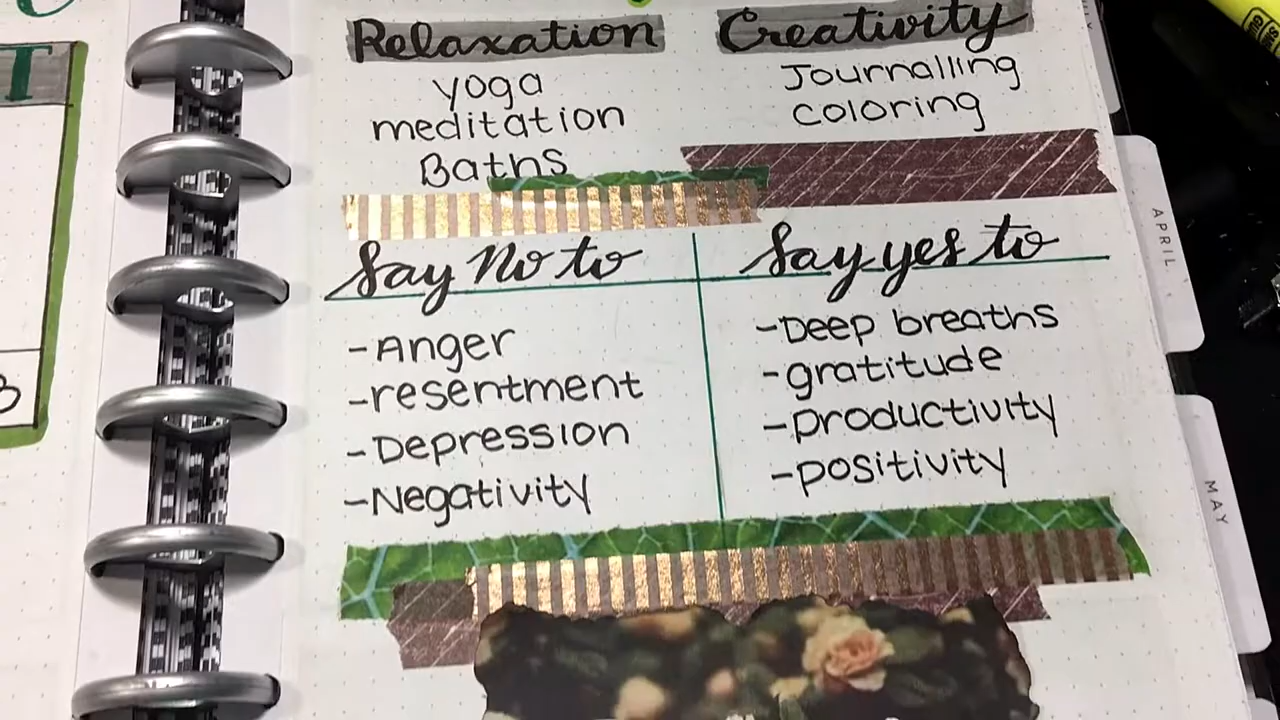 Relaxation
yoga
meditation
Baths
Creativity
Journalling
coloring
Say No to
-Anger
-resentment
-Depression
-Negativity
Say yes to
-Deep breaths
-gratitude
-Productivity
-positivity
APRIL
MAY
T